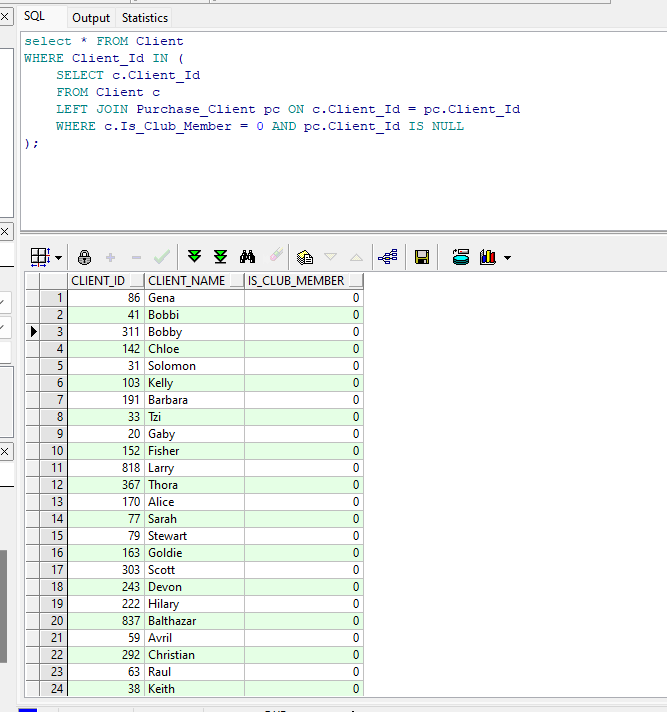 SQL Output Statistics
select * FROM Client
WHERE Client_Id IN (
SELECT c.Client_Id
FROM Client c
LEFT JOIN Purchase_Client pc ON c.Client_Id = pc.Client_Id
WHERE c.Is_Club_Member = 0 AND pc.Client_Id IS NULL
);
CLIENT_ID CLIENT_NAME IS_CLUB_MEMBER
1 86 Gena 0
2 41 Bobbi 0
3 311 Bobby 0
4 142 Chloe 0
5 31 Solomon 0
6 103 Kelly 0
7 191 Barbara 0
8 33 Tzi 0
9 20 Gaby 0
10 152 Fisher 0
11 818 Larry 0
12 367 Thora 0
13 170 Alice 0
14 77 Sarah 0
15 79 Stewart 0
16 163 Goldie 0
17 303 Scott 0
18 243 Devon 0
19 222 Hilary 0
20 837 Balthazar 0
21 59 Avril 0
22 292 Christian 0
23 63 Raul 0
24 38 Keith 0